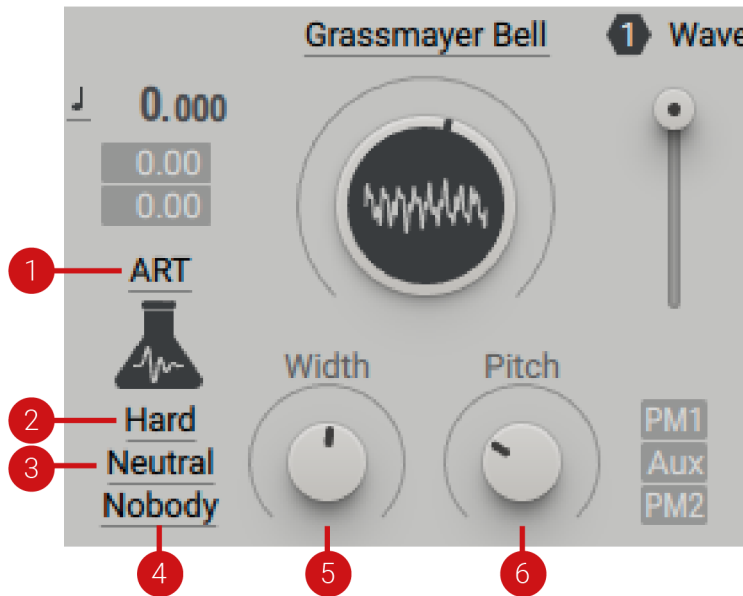 Grassmayer Bell
1 Wave
♩ 0.000
0.00
0.00
1 ART
Width
Pitch
2 Hard
3 Neutral
Nobody
PM1
Aux
PM2
4
5
6